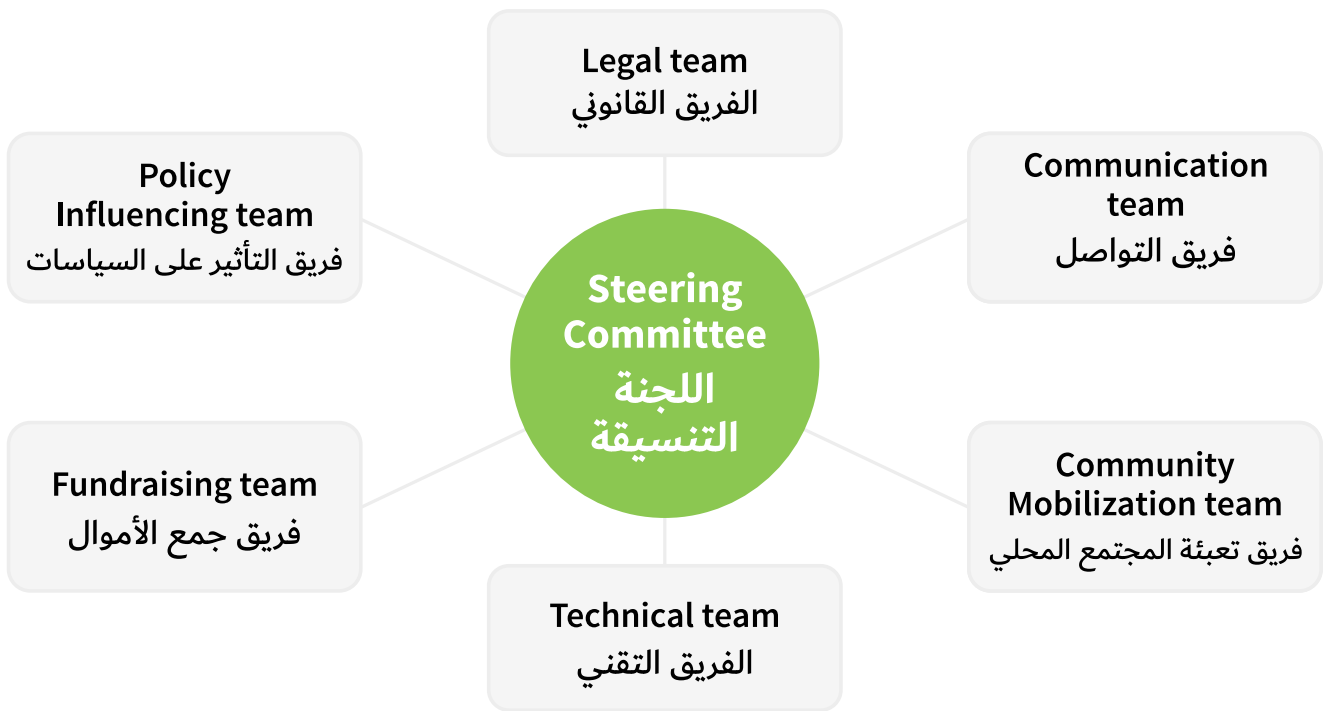 Legal team
الفريق القانوني
Policy
Influencing team
فريق التأثير على السياسات
Communication
team
فريق التواصل
Steering
Committee
اللجنة
التنسيقة
Fundraising team
فريق جمع الأموال
Community
Mobilization team
فريق تعبئة المجتمع المحلي
Technical team
الفريق التقني